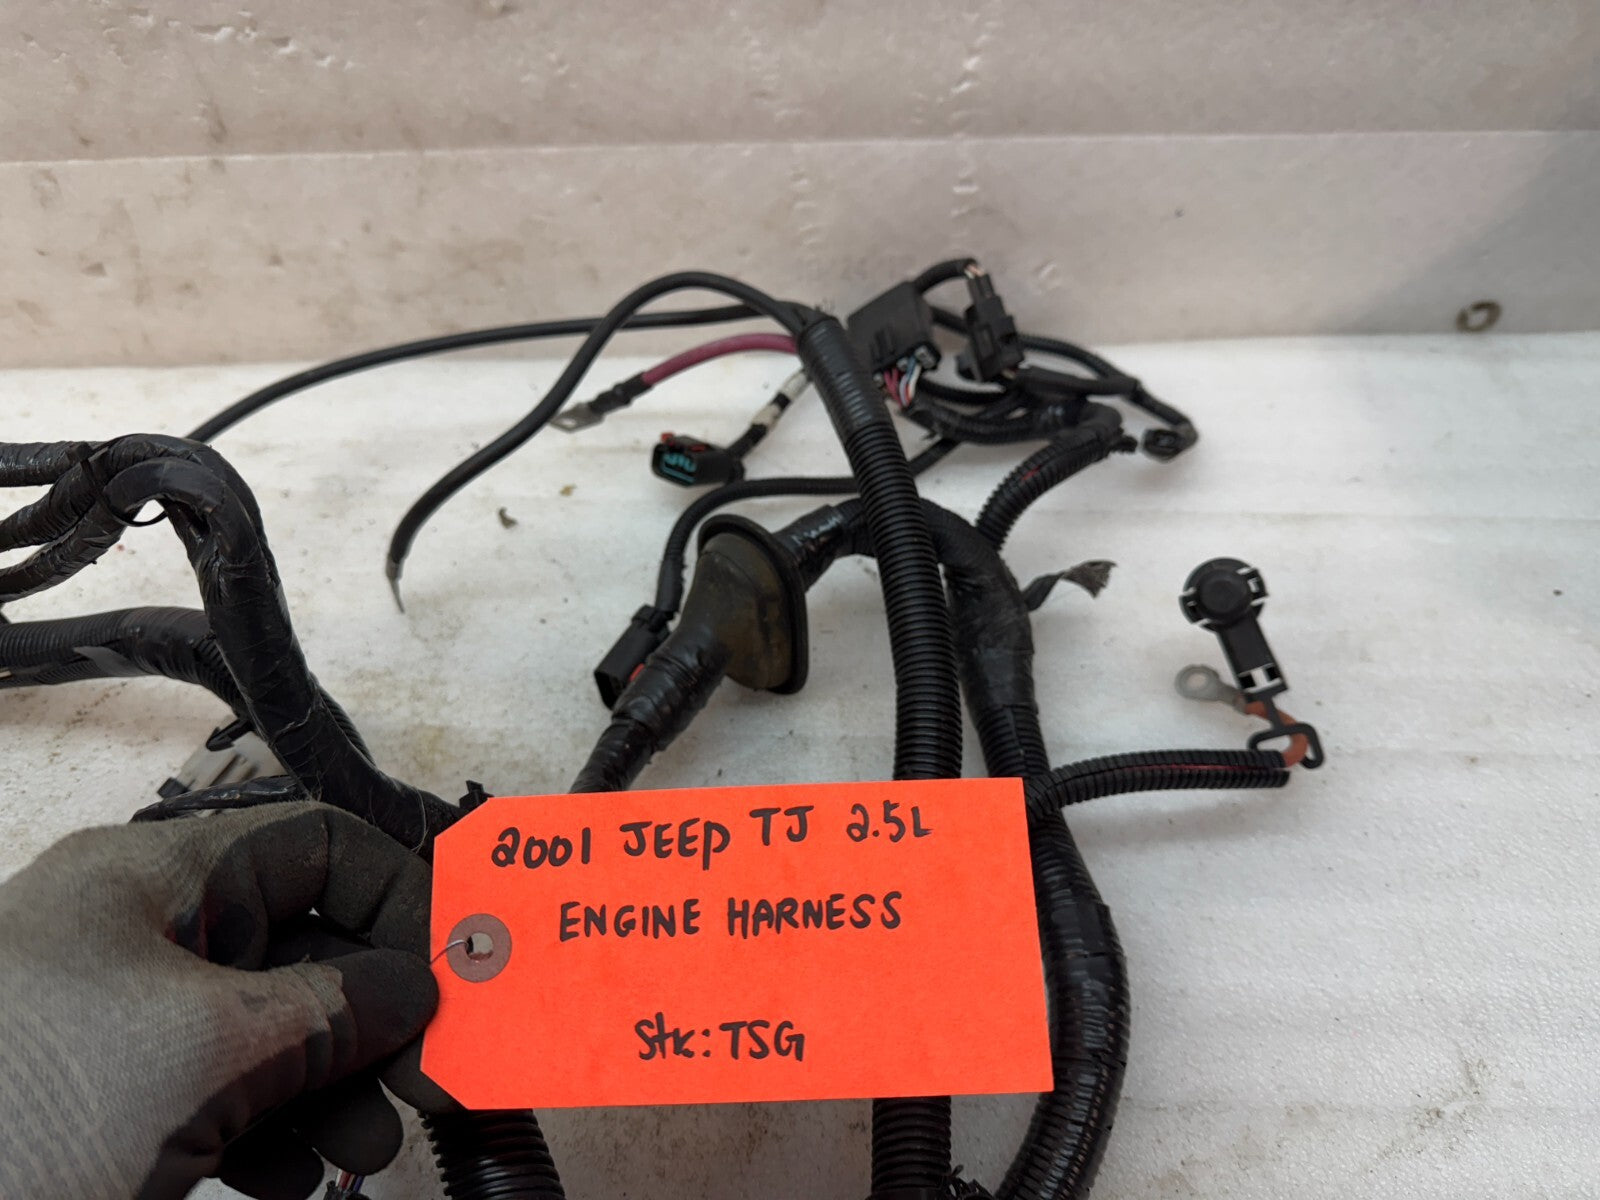 2001 JEEP TJ 2.5L
ENGINE HARNESS
Stk: TSG